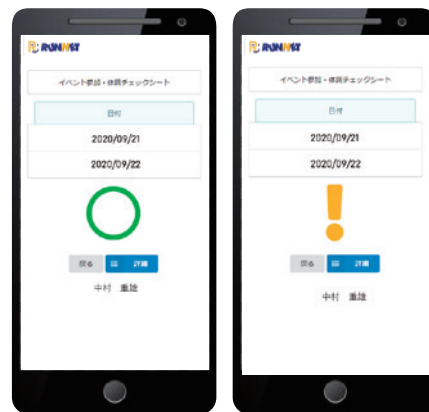 RUNNET
イベント参加・体調チェックシート
日付
2020/09/21
2020/09/22
戻る 詳細
中村 重雄
RUNNET
イベント参加・体調チェックシート
日付
2020/09/21
2020/09/22
!
戻る 詳細
中村 重雄